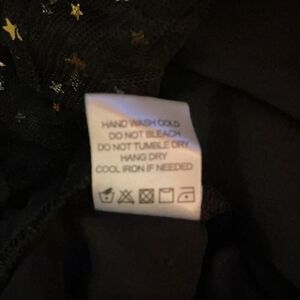 HAND WASH COLD
DO NOT BLEACH
DO NOT TUMBLE DRY
HANG DRY
COOL IRON IF NEEDED